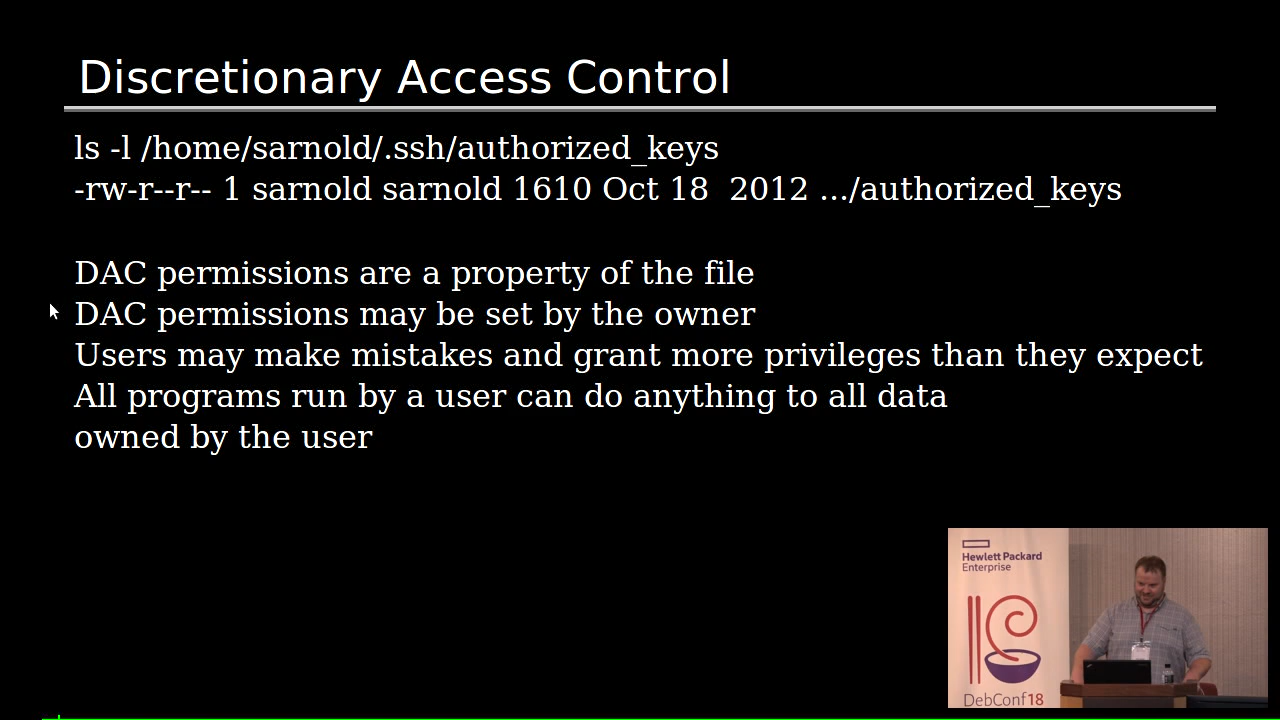 Discretionary Access Control
ls -l /home/sarnold/.ssh/authorized_keys
-rw-r--r-- 1 sarnold sarnold 1610 Oct 18  2012 .../authorized_keys
DAC permissions are a property of the file
DAC permissions may be set by the owner
Users may make mistakes and grant more privileges than they expect
All programs run by a user can do anything to all data
owned by the user
Hewlett Packard
Enterprise
DebConf18